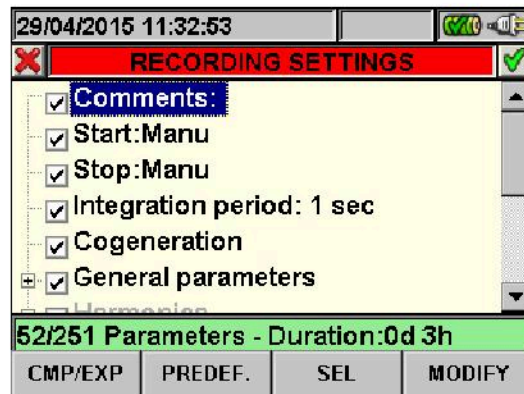 29/04/2015 11:32:53
RECORDING SETTINGS
Comments:
Start:Manu
Stop:Manu
Integration period: 1 sec
Cogeneration
General parameters
Harmonics
52/251 Parameters - Duration:0d 3h
CMP/EXP PREDEF. SEL MODIFY